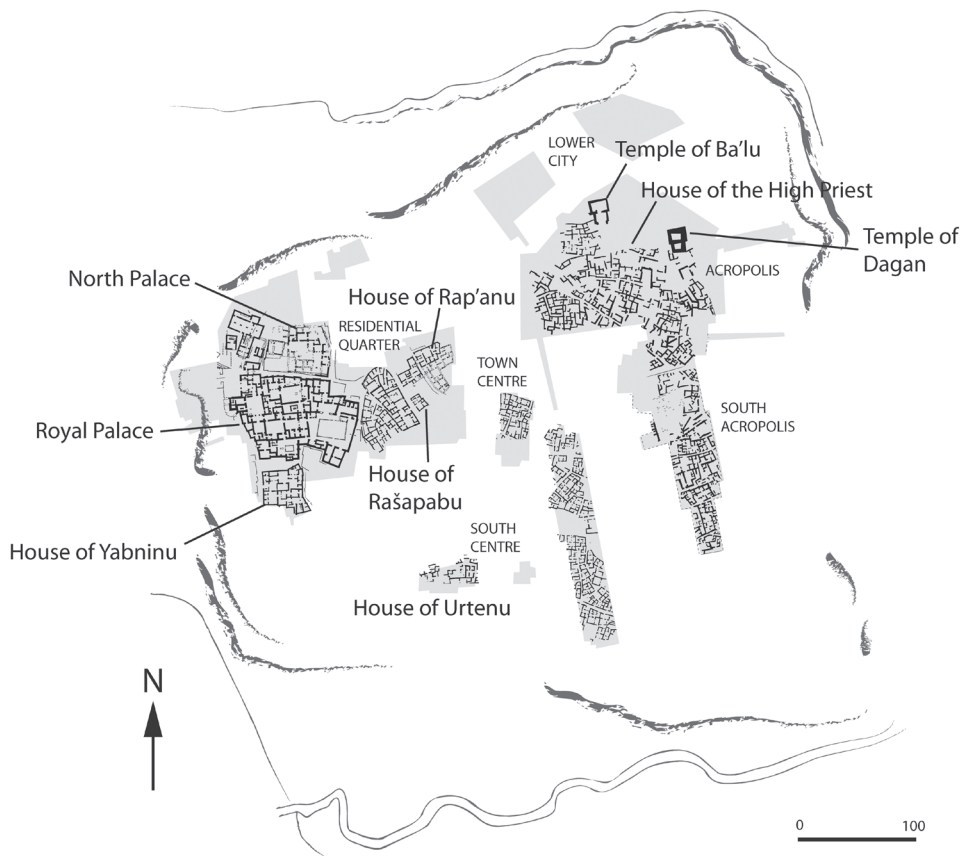 LOWER
CITY
Temple of Ba’lu
House of the High Priest
Temple of
Dagan
ACROPOLIS
North Palace
House of Rap’anu
RESIDENTIAL
QUARTER
TOWN
CENTRE
Royal Palace
SOUTH
ACROPOLIS
House of
Rašapabu
House of Yabninu
SOUTH
CENTRE
House of Urtenu
N
0 100